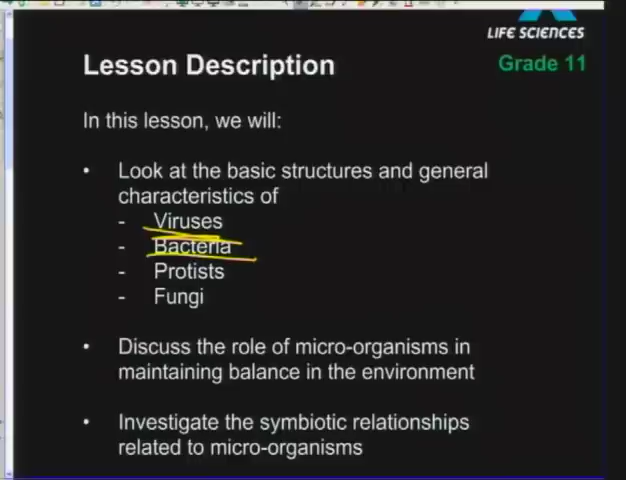 LIFE SCIENCES
Lesson Description
Grade 11
In this lesson, we will:
• Look at the basic structures and general
characteristics of
- Viruses
- Bacteria
- Protists
- Fungi
• Discuss the role of micro-organisms in
maintaining balance in the environment
• Investigate the symbiotic relationships
related to micro-organisms